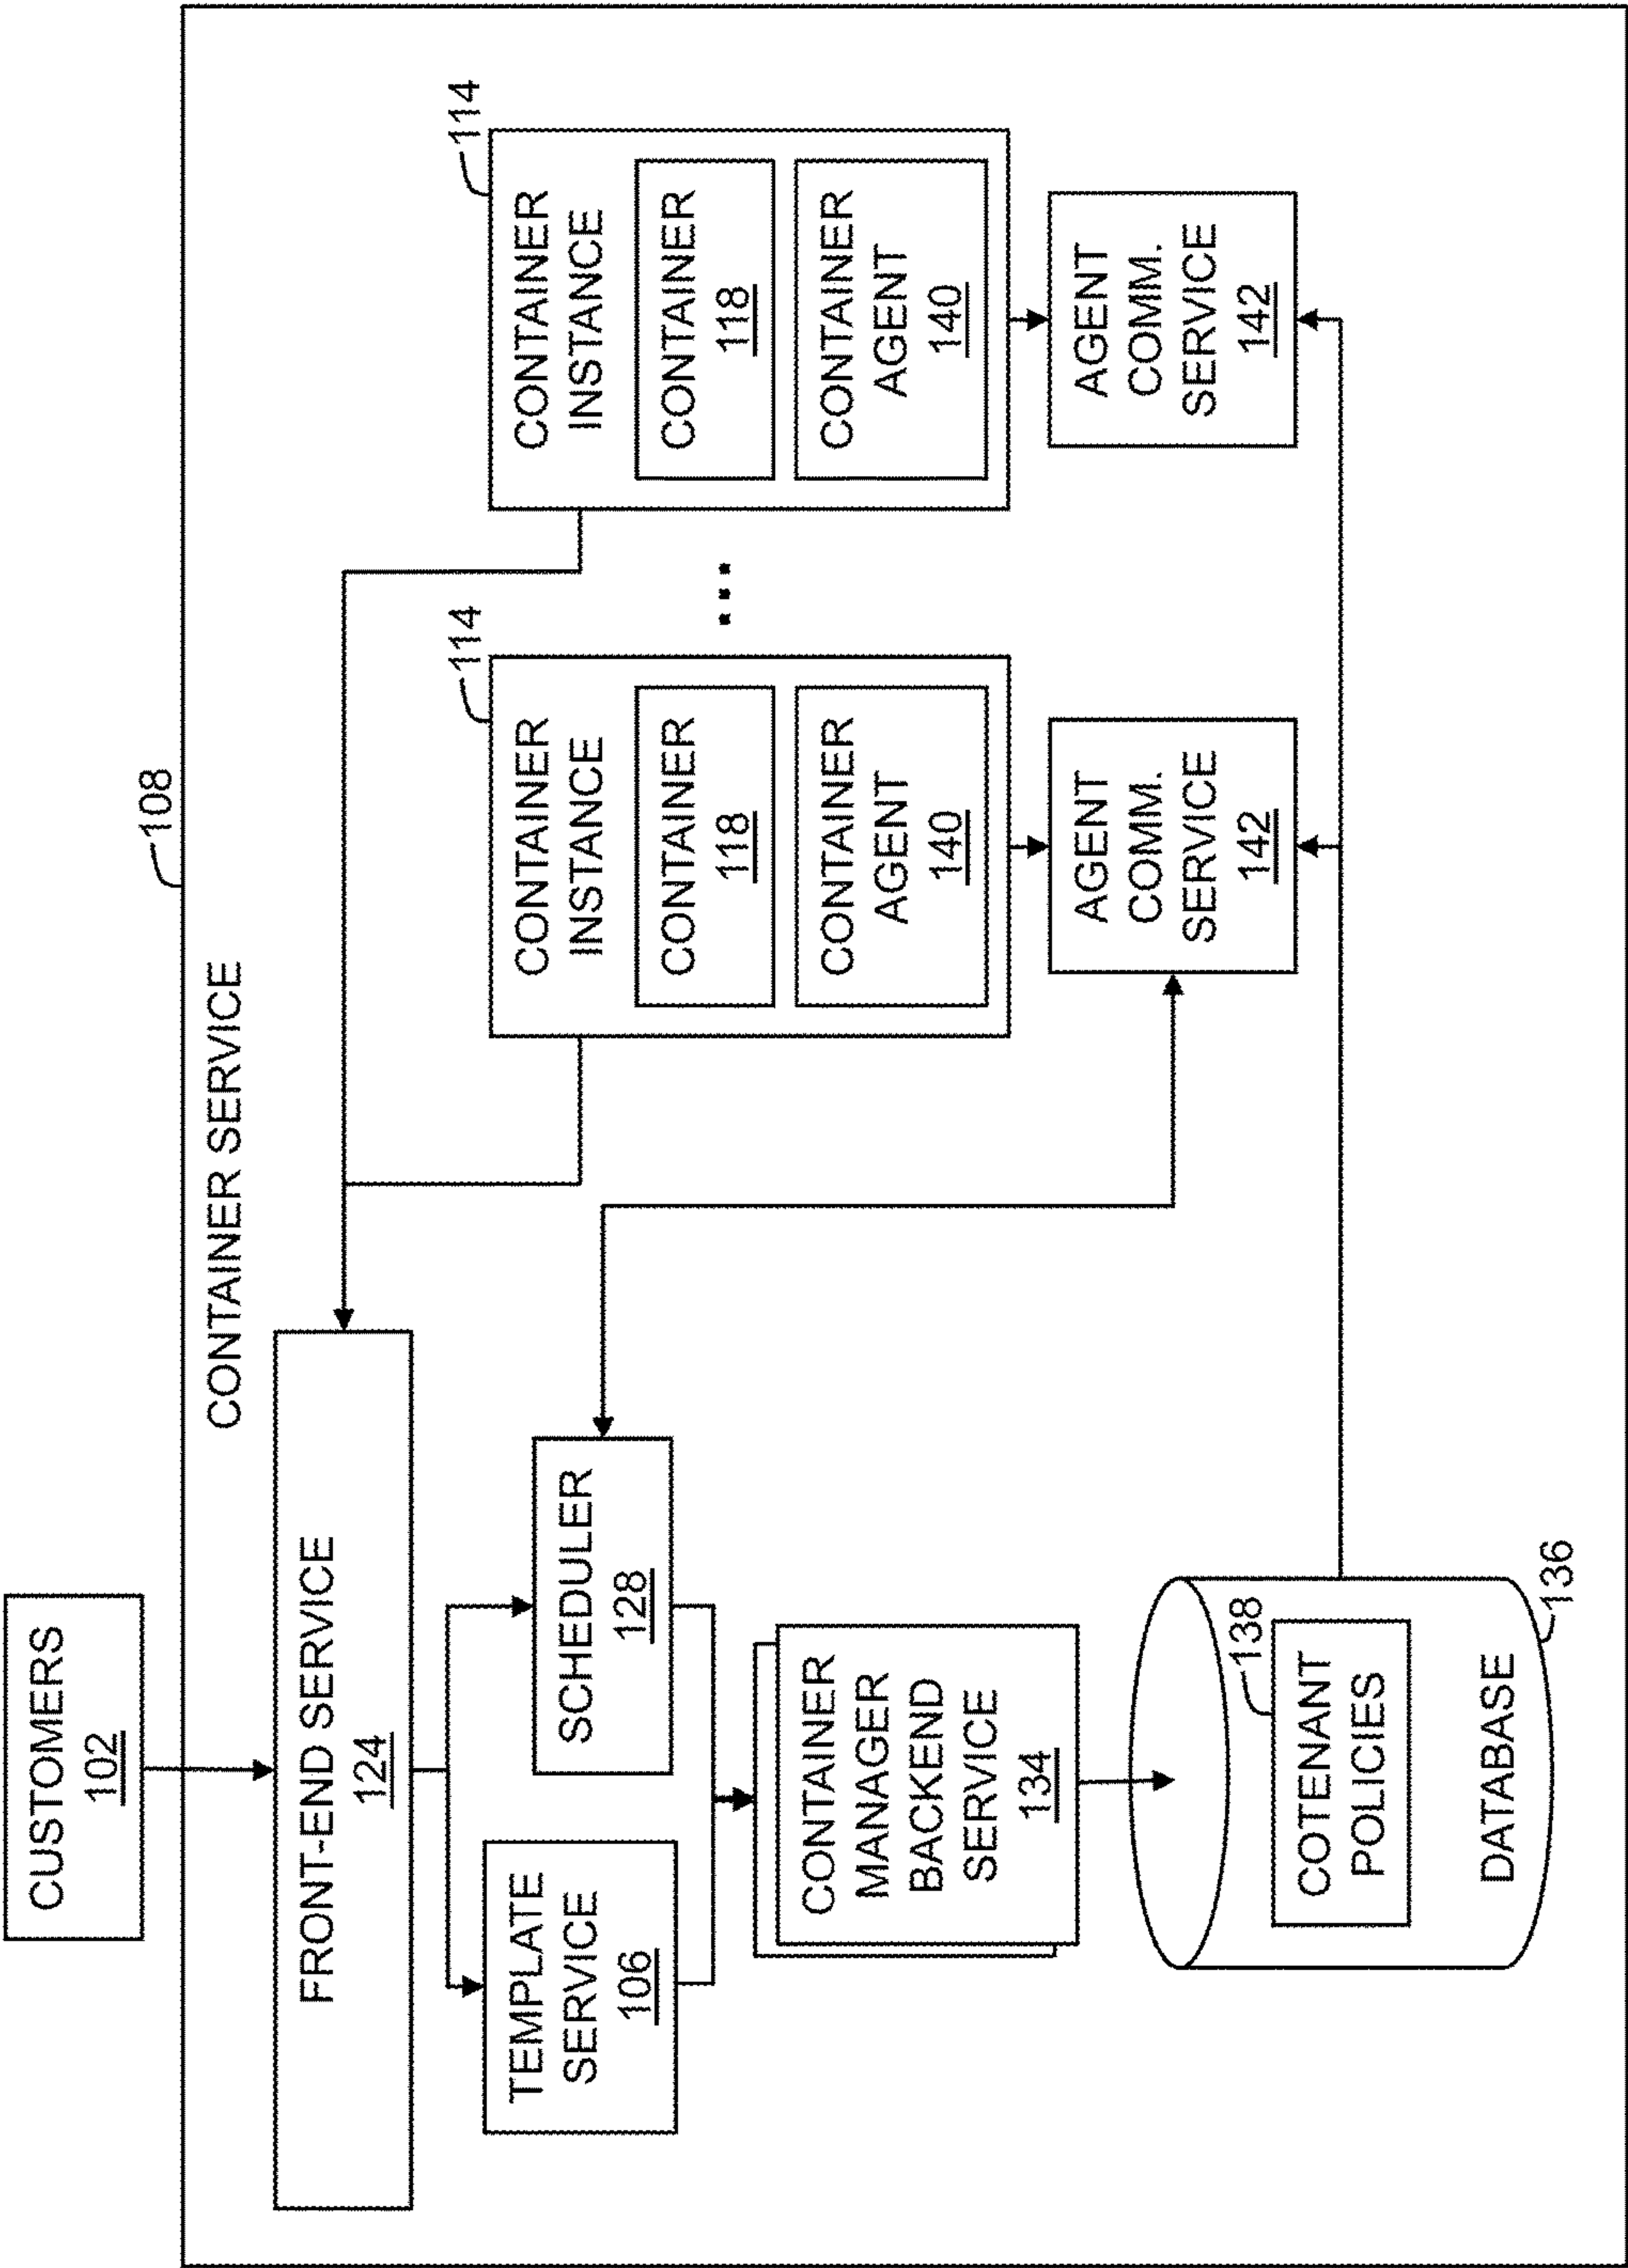 CUSTOMERS
102
108
CONTAINER SERVICE
FRONT-END SERVICE
124
TEMPLATE
SERVICE
106
SCHEDULER
128
CONTAINER
MANAGER
BACKEND
SERVICE
134
138
COTENANT
POLICIES
DATABASE
136
114
CONTAINER
INSTANCE
CONTAINER
118
CONTAINER
AGENT
140
AGENT
COMM.
SERVICE
142
...
114
CONTAINER
INSTANCE
CONTAINER
118
CONTAINER
AGENT
140
AGENT
COMM.
SERVICE
142